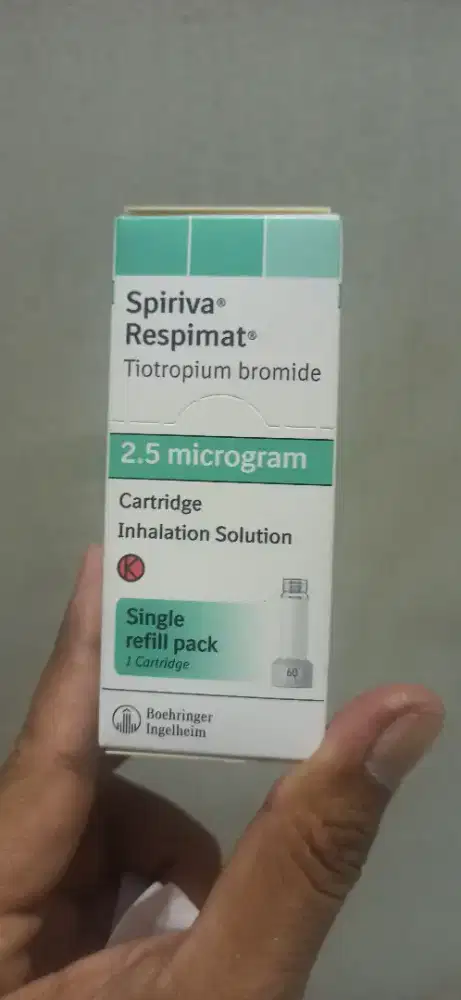 Spiriva®
Respimat®
Tiotropium bromide
2.5 microgram
Cartridge
Inhalation Solution
K
Single
refill pack
1 Cartridge
60
Boehringer
Ingelheim